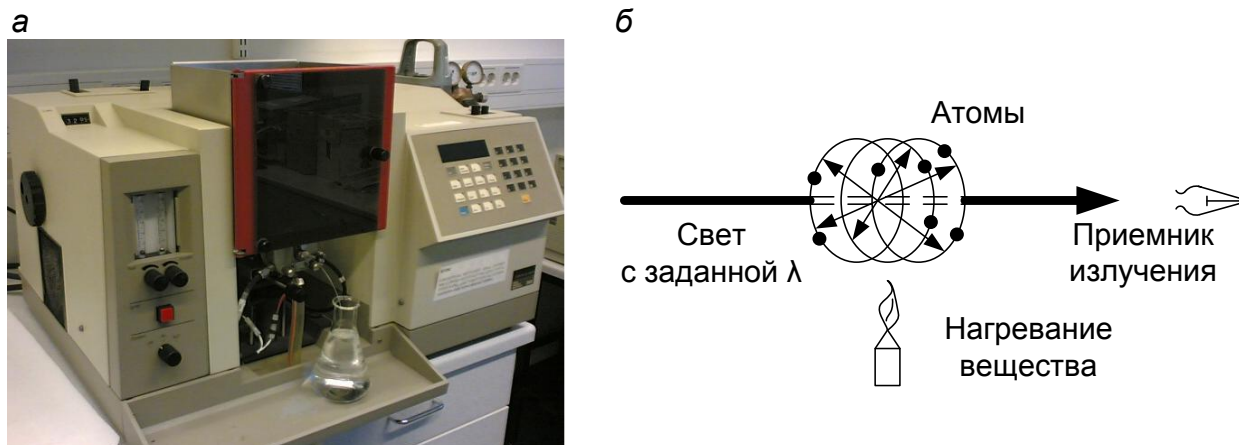 а
б
Атомы
Свет
с заданной λ
Приемник
излучения
Нагревание
вещества